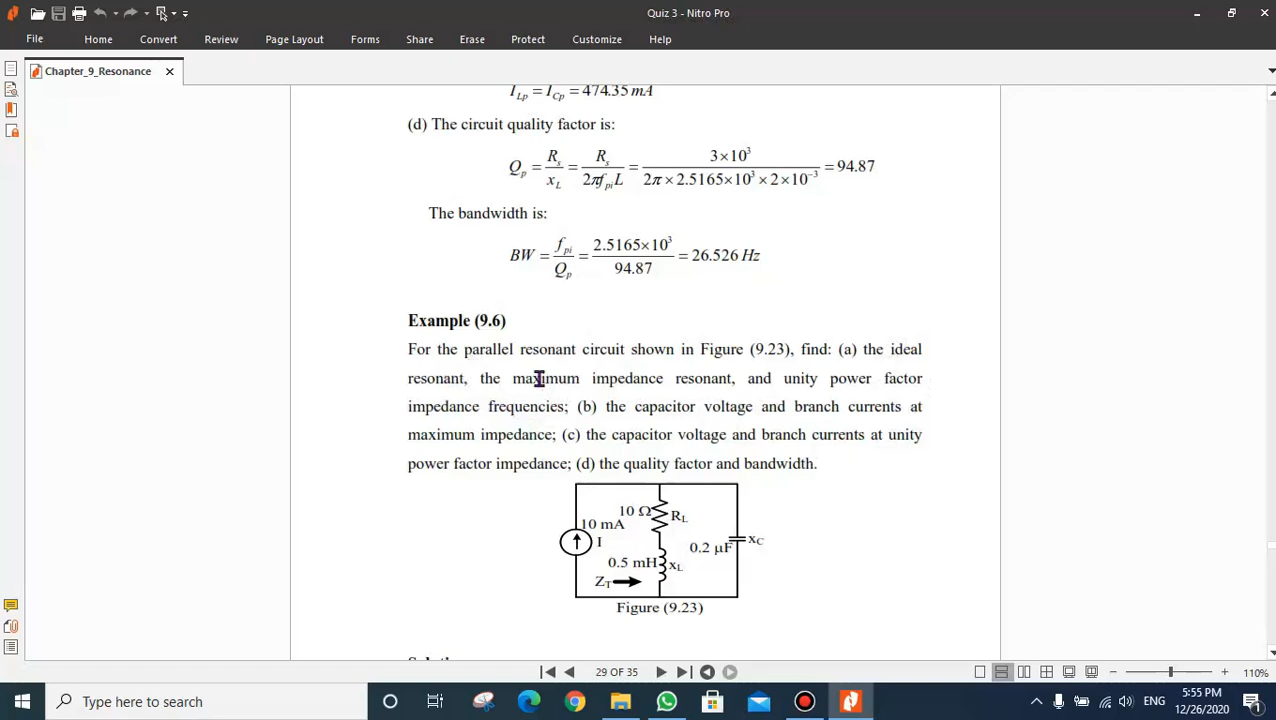 Quiz 3 - Nitro Pro
File Home Convert Review Page Layout Forms Share Erase Protect Customize Help
Chapter_9_Resonance
I_Lp = I_Cp = 474.35 mA
(d) The circuit quality factor is:
Q_p = R_s / x_L = R_s / 2πf_pi L = 3×10³ / 2π×2.5165×10³×2×10⁻³ = 94.87
The bandwidth is:
BW = f_pi / Q_p = 2.5165×10³ / 94.87 = 26.526 Hz
Example (9.6)
For the parallel resonant circuit shown in Figure (9.23), find: (a) the ideal
resonant, the maximum impedance resonant, and unity power factor
impedance frequencies; (b) the capacitor voltage and branch currents at
maximum impedance; (c) the capacitor voltage and branch currents at unity
power factor impedance; (d) the quality factor and bandwidth.
10 Ω R_L
10 mA
I
0.2 µF x_C
0.5 mH x_L
Z_T
Figure (9.23)
29 OF 35
110%
Type here to search
ENG
5:55 PM
12/26/2020
1